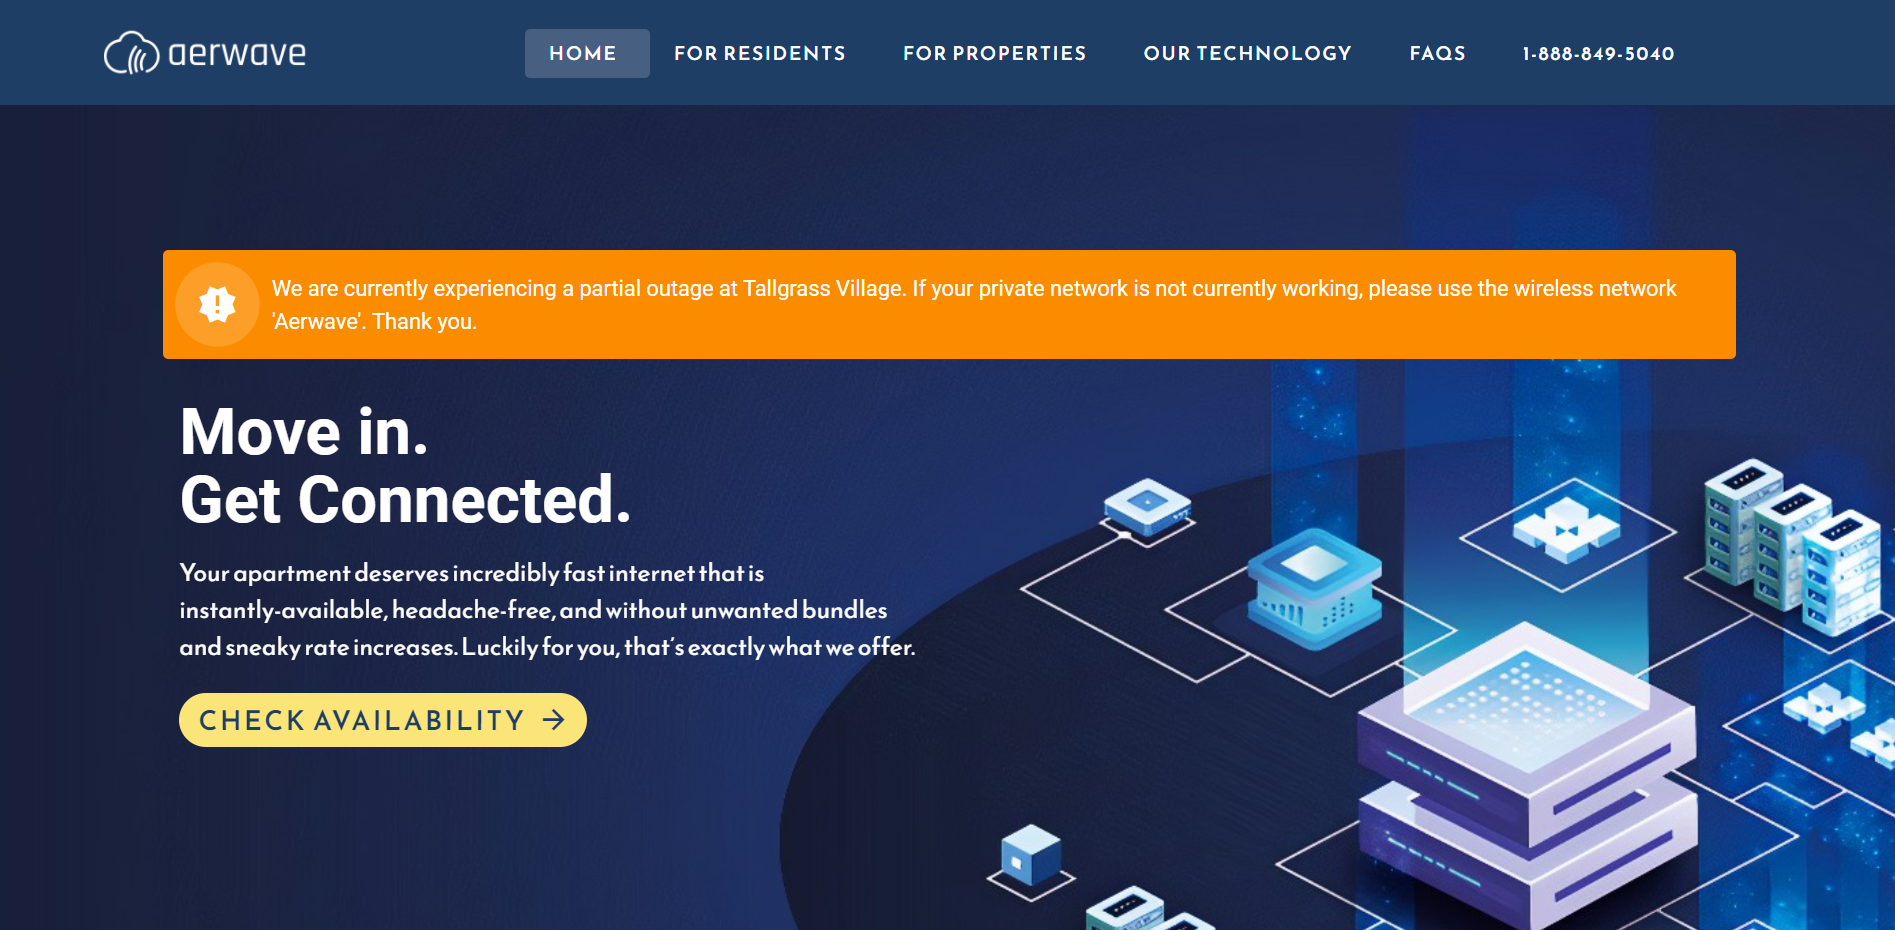 aerwave
HOME
FOR RESIDENTS
FOR PROPERTIES
OUR TECHNOLOGY
FAQS
1-888-849-5040
We are currently experiencing a partial outage at Tallgrass Village. If your private network is not currently working, please use the wireless network
'Aerwave'. Thank you.
Move in.
Get Connected.
Your apartment deserves incredibly fast internet that is
instantly-available, headache-free, and without unwanted bundles
and sneaky rate increases. Luckily for you, that's exactly what we offer.
CHECK AVAILABILITY →